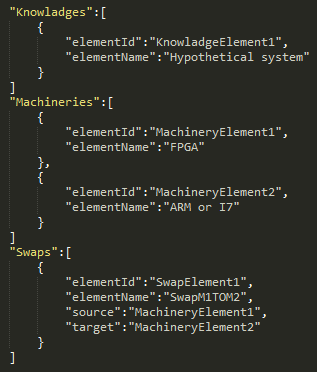 "Knowladges":[
{
"elementId":"KnowladgeElement1",
"elementName":"Hypothetical system"
}
]
"Machineries":[
{
"elementId":"MachineryElement1",
"elementName":"FPGA"
},
{
"elementId":"MachineryElement2",
"elementName":"ARM or I7"
}
]
"Swaps":[
{
"elementId":"SwapElement1",
"elementName":"SwapM1TOM2",
"source":"MachineryElement1",
"target":"MachineryElement2"
}
]